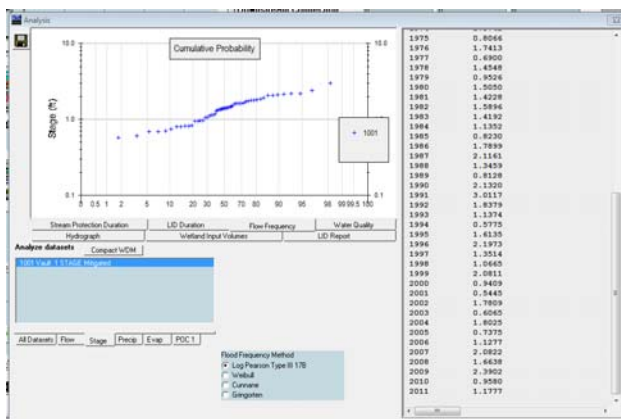 Analysis
Cumulative Probability
10.0
10.0
Stage (ft)
1.0
1.0
1001
0.1
0.1
0.5 1 2 5 10 20 30 50 70 80 90 95 98 99 99.5 100
Stream Protection Duration
LID Duration
Flow Frequency
Water Quality
Hydrograph
Wetland Input Volumes
LID Report
Analyze datasets
Compact WDM
1001 Vault 1 STAGE Mitigated
All Datasets
Flow
Stage
Precip
Evap
POC 1
Flood Frequency Method
Log Pearson Type III 17B
Weibull
Cunnane
Gringorten
1975 0.8066
1976 1.7413
1977 0.6900
1978 1.4548
1979 0.9526
1980 1.5050
1981 1.4228
1982 1.5896
1983 1.4192
1984 1.1352
1985 0.8230
1986 1.7899
1987 2.1161
1988 1.3459
1989 0.8128
1990 2.1320
1991 3.0117
1992 1.8379
1993 1.1374
1994 0.5775
1995 1.6135
1996 2.1973
1997 1.3514
1998 1.0665
1999 2.0811
2000 0.9409
2001 0.5445
2002 1.7809
2003 0.6065
2004 1.8025
2005 0.7375
2006 1.1277
2007 2.0822
2008 1.6638
2009 2.3902
2010 0.9580
2011 1.1777